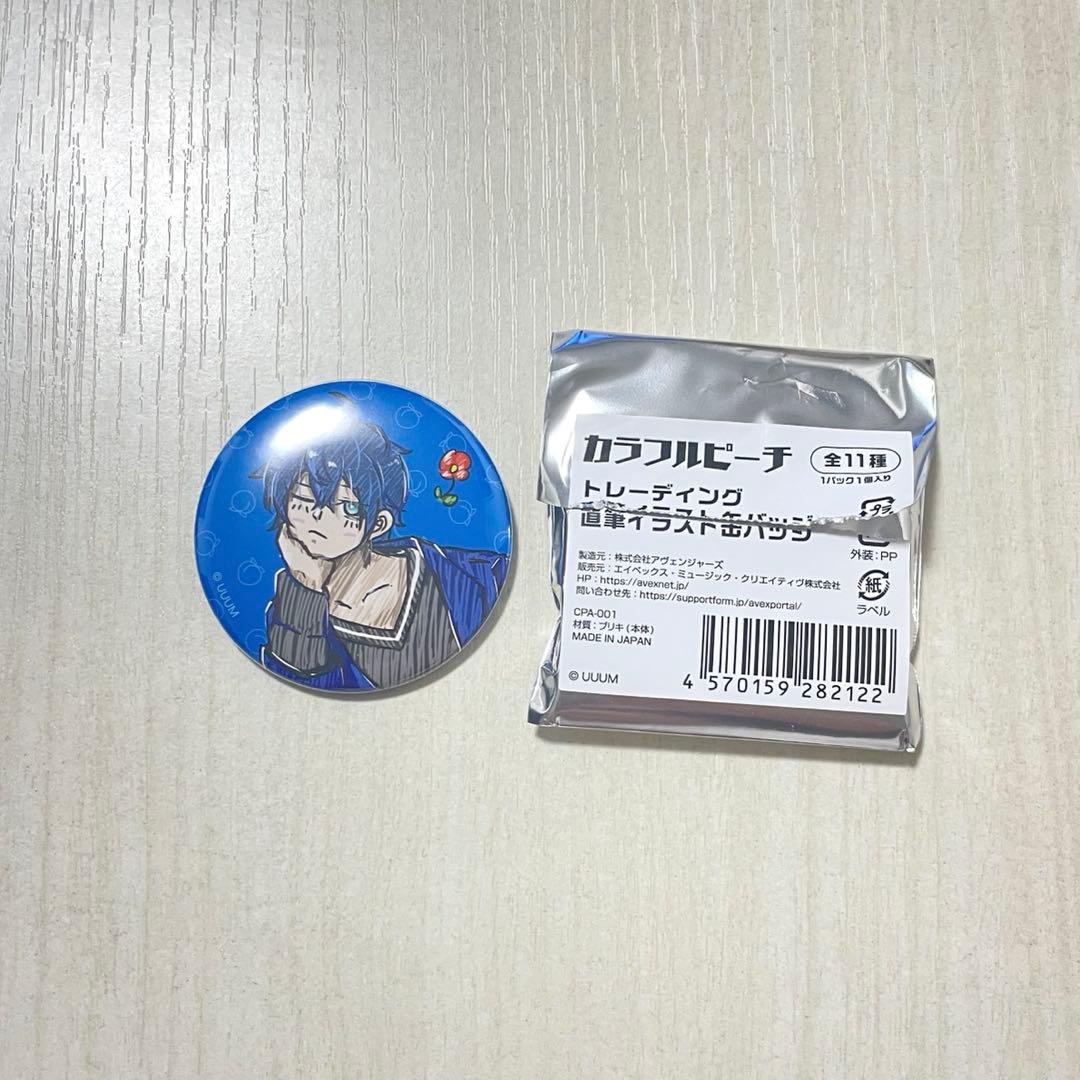 © UUUM
カラフルピーチ
全11種
1パック1個入り
トレーディング
直筆イラスト缶バッジ
プラ
外装：PP
紙
ラベル
製造元：株式会社アヴェンジャーズ
販売元：エイベックス・ミュージック・クリエイティヴ株式会社
HP：https://avexnet.jp/
問い合わせ先：https://supportform.jp/avexportal/
CPA-001
材質：ブリキ（本体）
MADE IN JAPAN
© UUUM
4 570159 282122